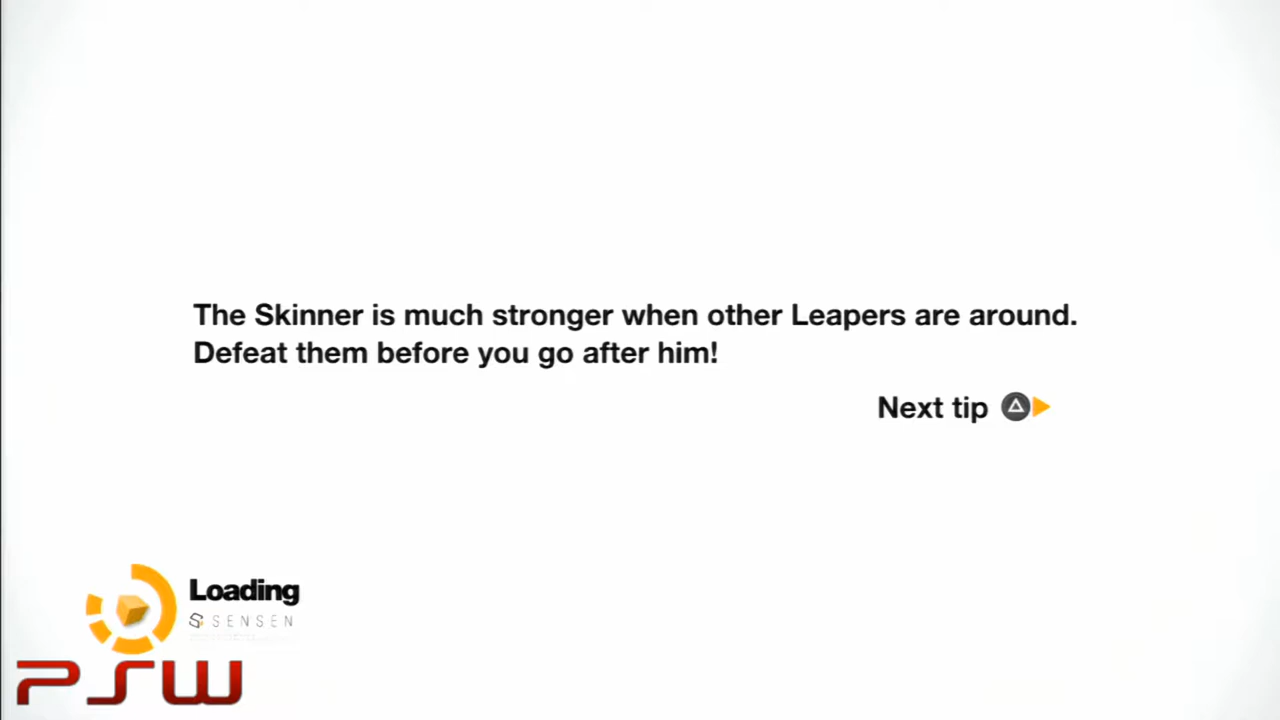 The Skinner is much stronger when other Leapers are around.
Defeat them before you go after him!
Next tip
Loading
SENSEN
PSW